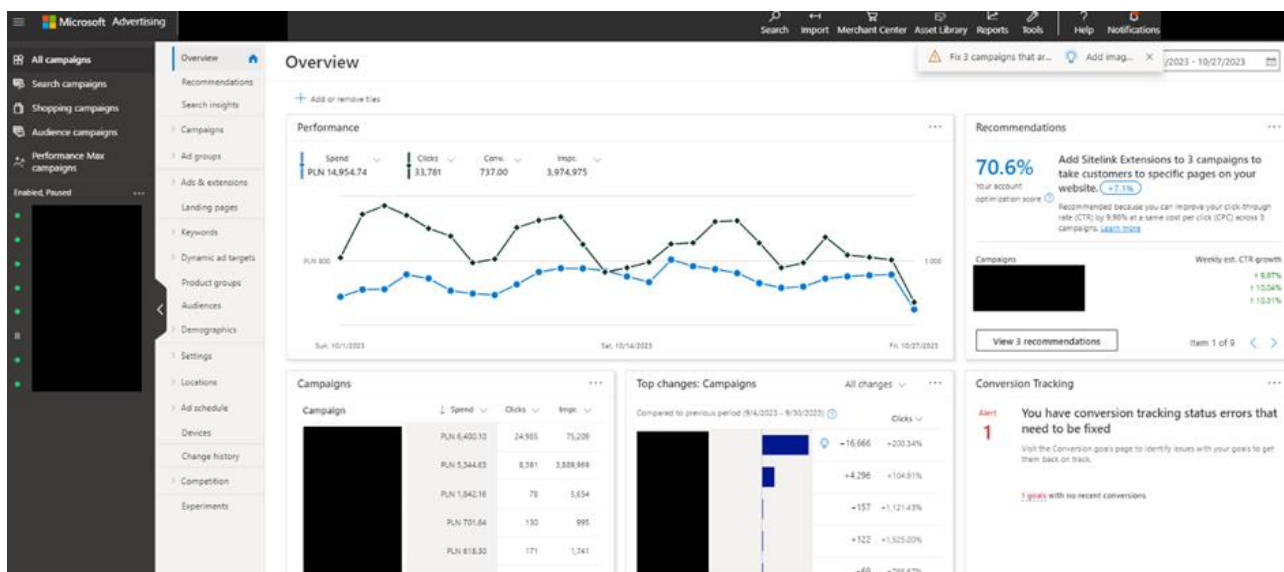 Microsoft Advertising
Search
Import
Merchant Center
Asset Library
Reports
Tools
Help
Notifications
All campaigns
Search campaigns
Shopping campaigns
Audience campaigns
Performance Max
campaigns
Enabled, Paused
Overview
Recommendations
Search insights
Campaigns
Ad groups
Ads & extensions
Landing pages
Keywords
Dynamic ad targets
Product groups
Audiences
Demographics
Settings
Locations
Ad schedule
Devices
Change history
Competition
Experiments
Overview
Fix 3 campaigns that ar...
Add imag...
/2023 - 10/27/2023
Add or remove tiles
Performance
Spend
PLN 14,954.74
Clicks
33,781
Conv.
737.00
Impr.
3,974,975
PLN 800
1,000
Sun, 10/1/2023
Sat, 10/14/2023
Fri, 10/27/2023
Recommendations
70.6%
Your account
optimization score
Add Sitelink Extensions to 3 campaigns to
take customers to specific pages on your
website. +7.1%
Recommended because you can improve your click-through
rate (CTR) by 9.98% at a same cost per click (CPC) across 3
campaigns. Learn more
Campaigns
Weekly est. CTR growth
↑ 9.97%
↑ 10.04%
↑ 10.31%
View 3 recommendations
Item 1 of 9
Campaigns
Campaign
Spend
Clicks
Impr.
PLN 6,400.10 24,985 75,209
PLN 5,344.63 8,391 3,889,969
PLN 1,842.16 78 5,654
PLN 701.64 130 995
PLN 618.30 171 1,741
Top changes: Campaigns
All changes
Compared to previous period (9/4/2023 - 9/30/2023)
Clicks
+16,666 +200.34%
+4,296 +104.91%
+157 +1,121.43%
+122 +1,525.00%
+69 +766.67%
Conversion Tracking
Alert
1
You have conversion tracking status errors that
need to be fixed
Visit the Conversion goals page to identify issues with your goals to get
them back on track.
1 goals with no recent conversions